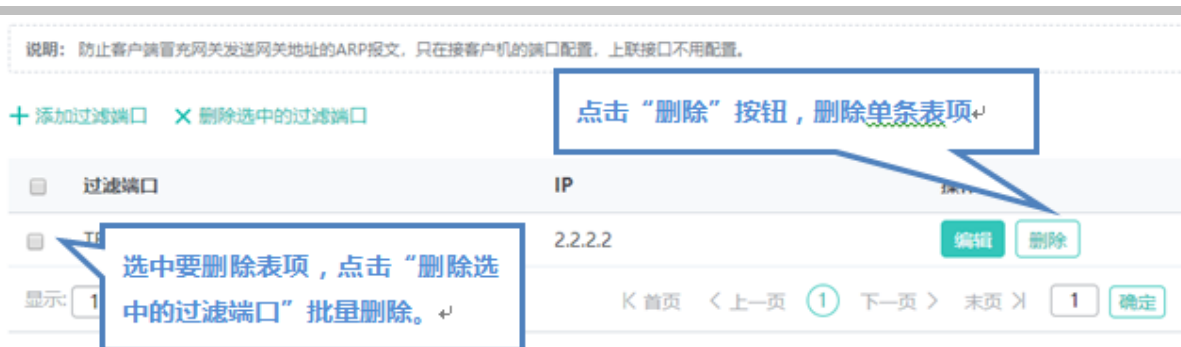 说明: 防止客户端冒充网关发送网关地址的ARP报文, 只在接客户机的端口配置, 上联接口不用配置。
点击“删除”按钮，删除单条表项
添加过滤端口 删除选中的过滤端口
过滤端口 IP
2.2.2.2 编辑 删除
选中要删除表项，点击“删除选
中的过滤端口”批量删除。
显示: 1 首页 上一页 1 下一页 末页 1 确定